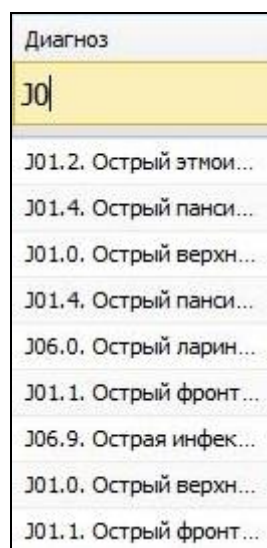 Диагноз
J0
J01.2. Острый этмои...
J01.4. Острый панси...
J01.0. Острый верхн...
J01.4. Острый панси...
J06.0. Острый ларин...
J01.1. Острый фронт...
J06.9. Острая инфек...
J01.0. Острый верхн...
J01.1. Острый фронт...